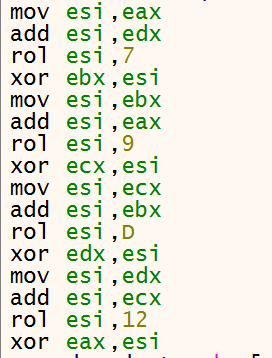 mov esi,eax
add esi,edx
rol esi,7
xor ebx,esi
mov esi,ebx
add esi,eax
rol esi,9
xor ecx,esi
mov esi,ecx
add esi,ebx
rol esi,D
xor edx,esi
mov esi,edx
add esi,ecx
rol esi,12
xor eax,esi